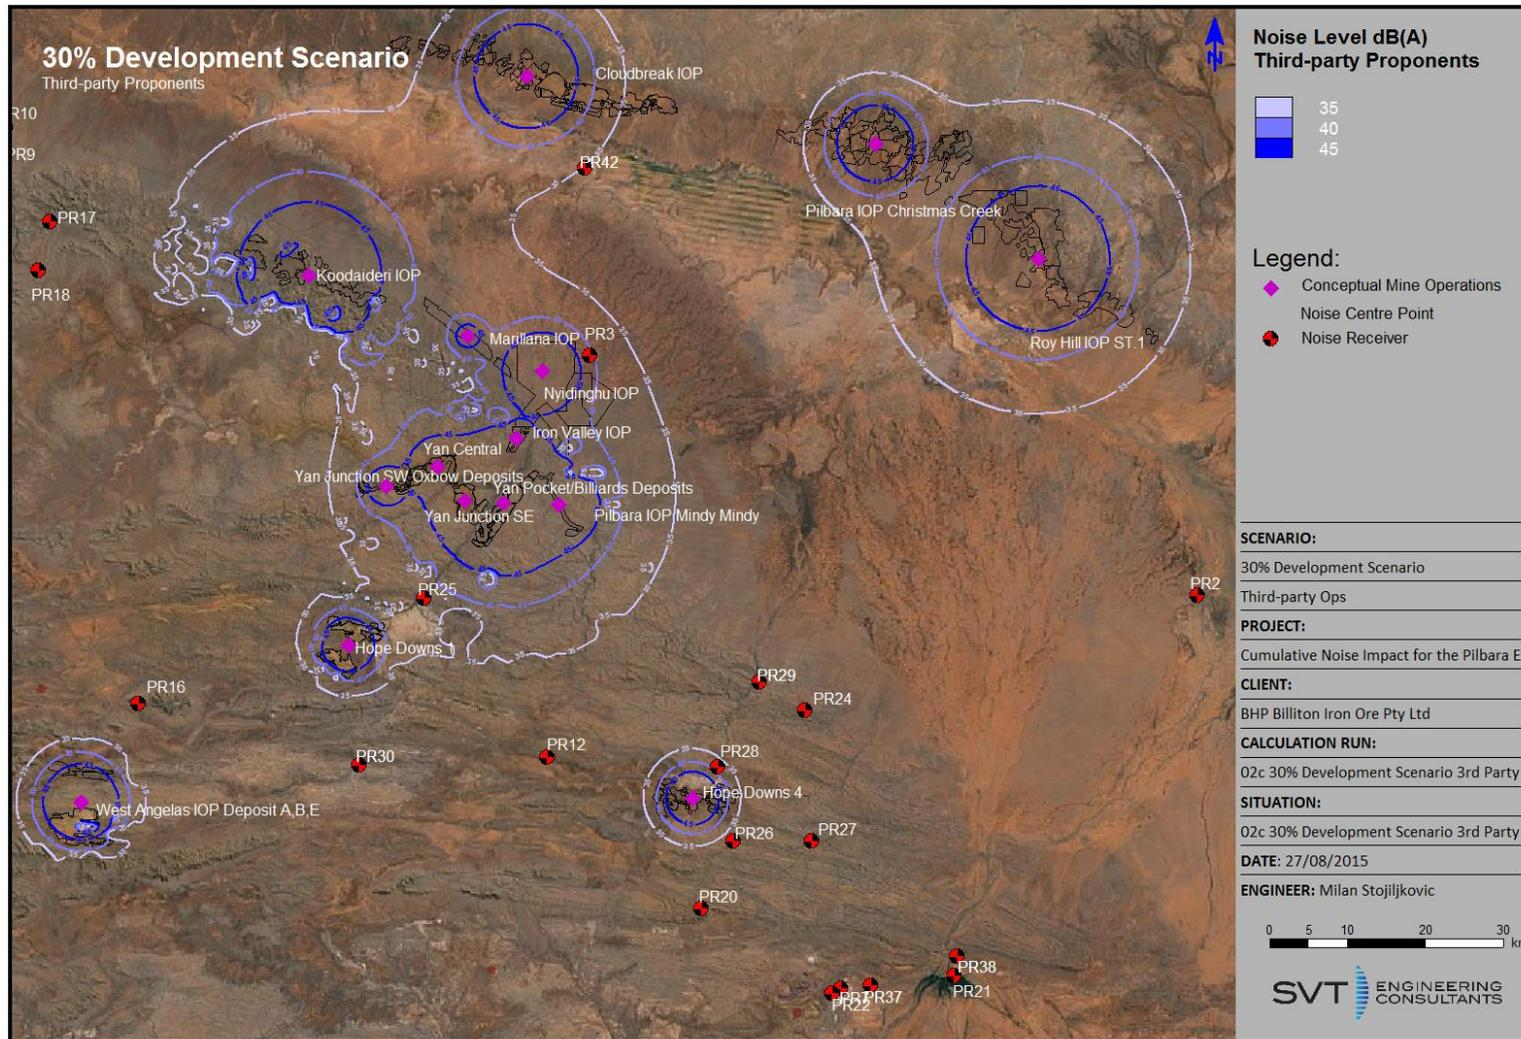 30% Development Scenario
Third-party Proponents
Cloudbreak IOP
R10
PR9
PR42
PR17
PR18
Koodaideri IOP
Pilbara IOP Christmas Creek
Roy Hill IOP ST.1
Marillana IOP
PR3
Nyidinghu IOP
Iron Valley IOP
Yan Central
Yan Junction SW Oxbow Deposits
Yan Pocket/Billiards Deposits
Yan Junction SE
Pilbara IOP Mindy Mindy
PR25
PR2
Hope Downs 1
PR29
PR16
PR24
PR12
PR30
PR28
Hope Downs 4
West Angelas IOP Deposit A,B,E
PR26
PR27
PR20
PR38
PR21
PR37
PR22
Noise Level dB(A)
Third-party Proponents
35
40
45
Legend:
Conceptual Mine Operations
Noise Centre Point
Noise Receiver
SCENARIO:
30% Development Scenario
Third-party Ops
PROJECT:
Cumulative Noise Impact for the Pilbara E
CLIENT:
BHP Billiton Iron Ore Pty Ltd
CALCULATION RUN:
02c 30% Development Scenario 3rd Party
SITUATION:
02c 30% Development Scenario 3rd Party
DATE: 27/08/2015
ENGINEER: Milan Stojiljkovic
0 5 10 20 30
km
SVT ENGINEERING
CONSULTANTS